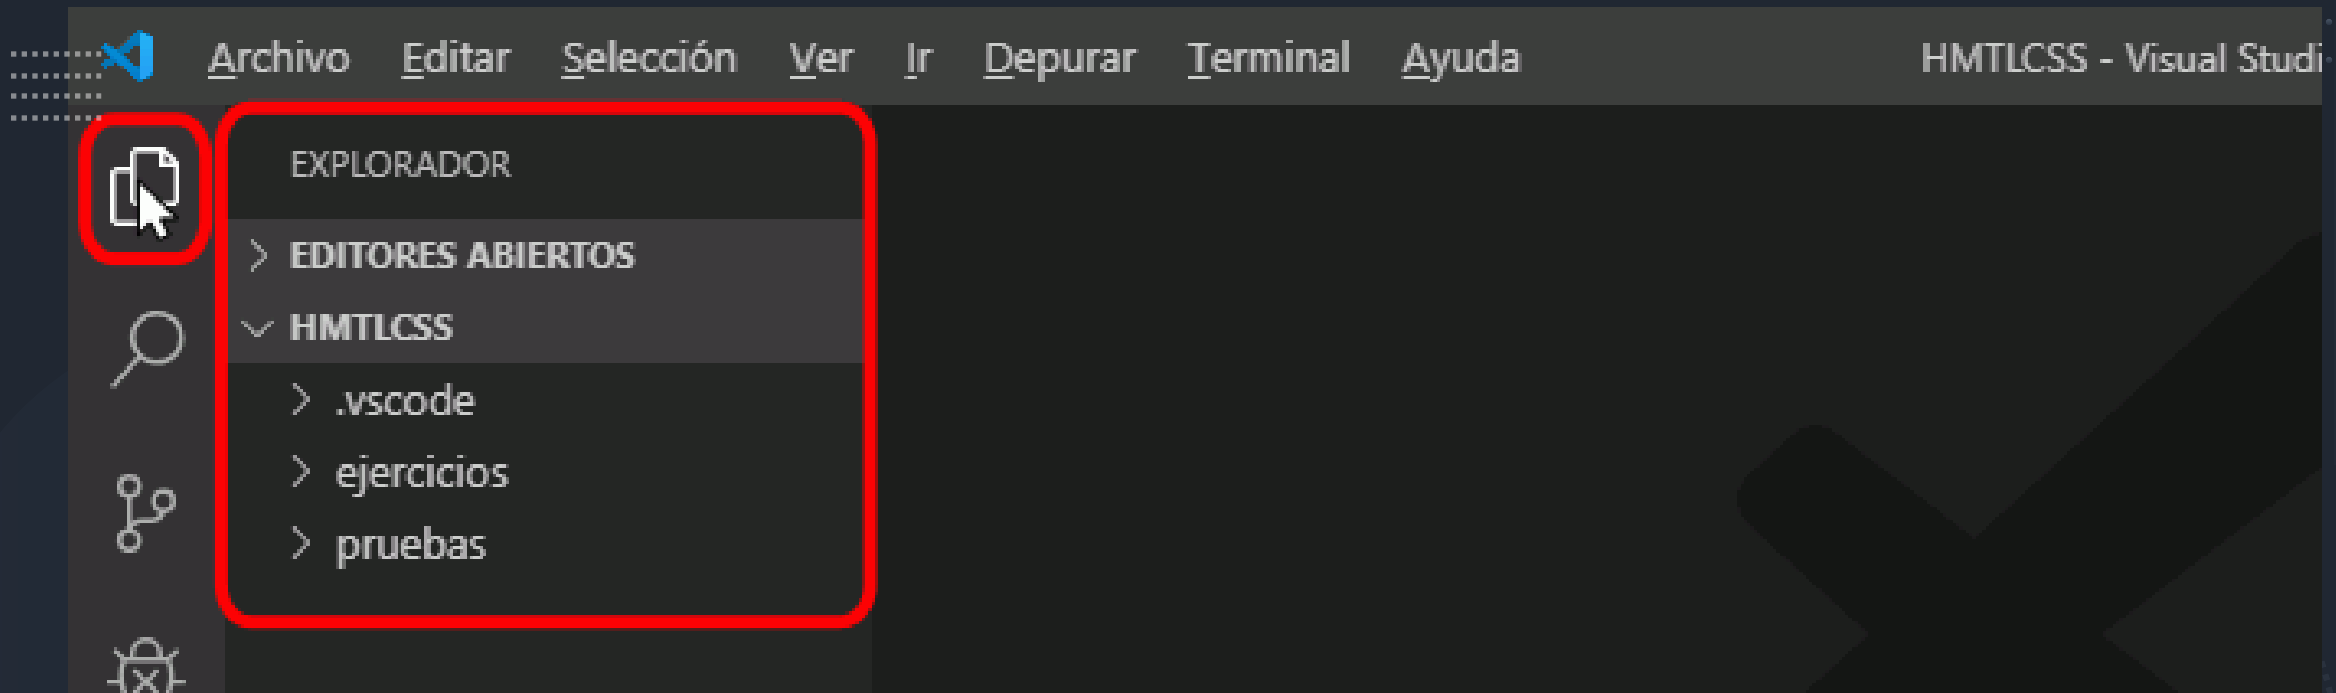 Archivo Editar Selección Ver Ir Depurar Terminal Ayuda HMTLCSS - Visual Studi
EXPLORADOR
EDITORES ABIERTOS
HMTLCSS
.vscode
ejercicios
pruebas